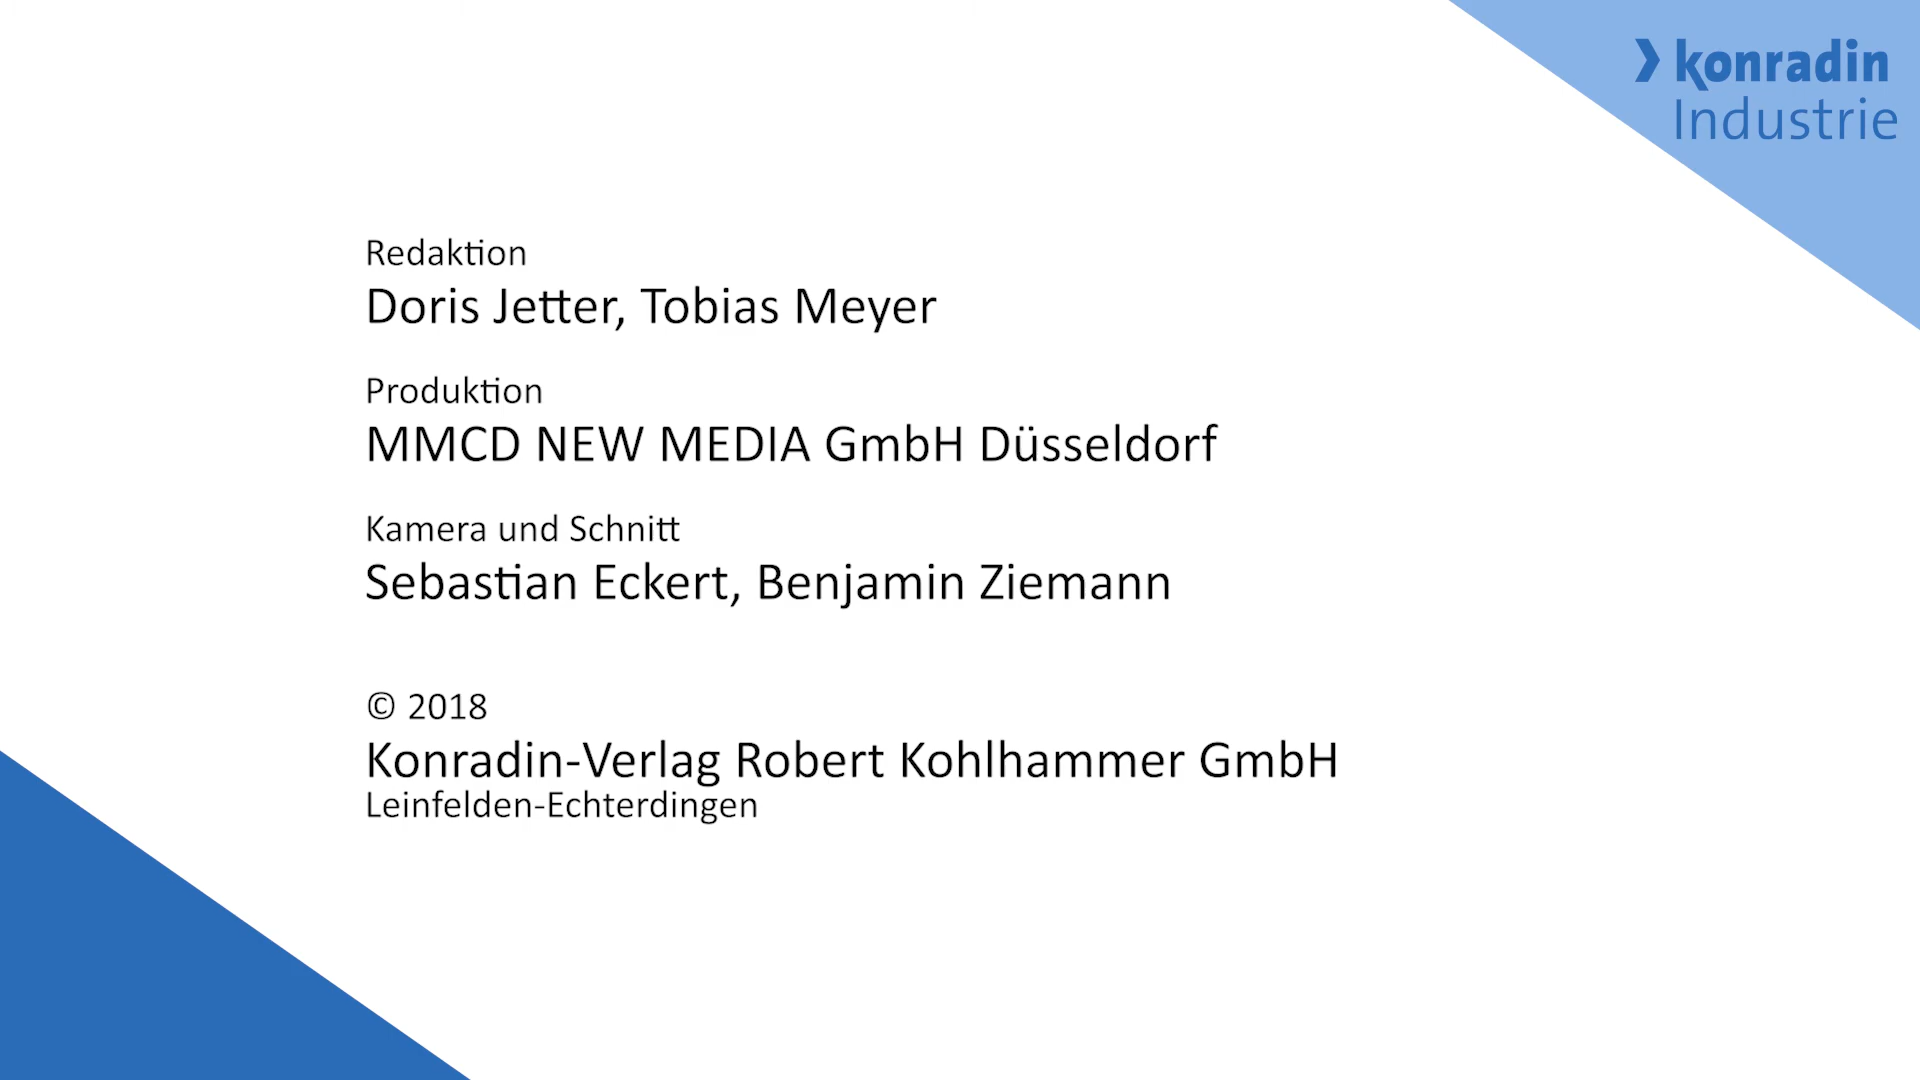 konradin
Industrie
Redaktion
Doris Jetter, Tobias Meyer
Produktion
MMCD NEW MEDIA GmbH Düsseldorf
Kamera und Schnitt
Sebastian Eckert, Benjamin Ziemann
© 2018
Konradin-Verlag Robert Kohlhammer GmbH
Leinfelden-Echterdingen